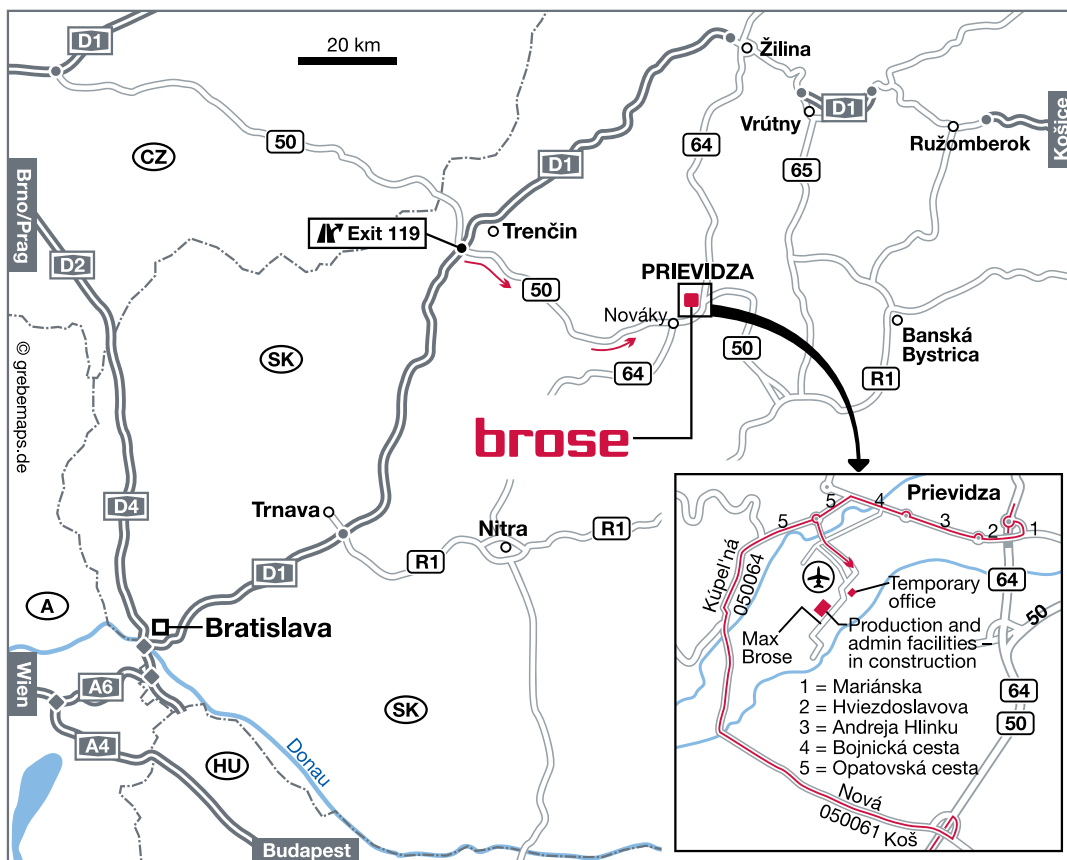 D1
20 km
Žilina
Vrútny
D1
Ružomberok
Košice
CZ
50
D1
64
65
Brno/Prag
D2
Exit 119
Trenčin
50
PRIEVIDZA
Nováky
64
50
Banská
Bystrica
R1
SK
© grebemaps.de
brose
D4
Trnava
R1
Nitra
R1
D1
A
Bratislava
Wien
A6
A4
SK
HU
Donau
Budapest
Prievidza
5
5
4
3
2
1
Kúpel'ná
050064
64
50
Temporary
office
Max
Brose
Production and
admin facilities
in construction
64
50
1 = Mariánska
2 = Hviezdoslavova
3 = Andreja Hlinku
4 = Bojnická cesta
5 = Opatovská cesta
Nová
050061
Koš